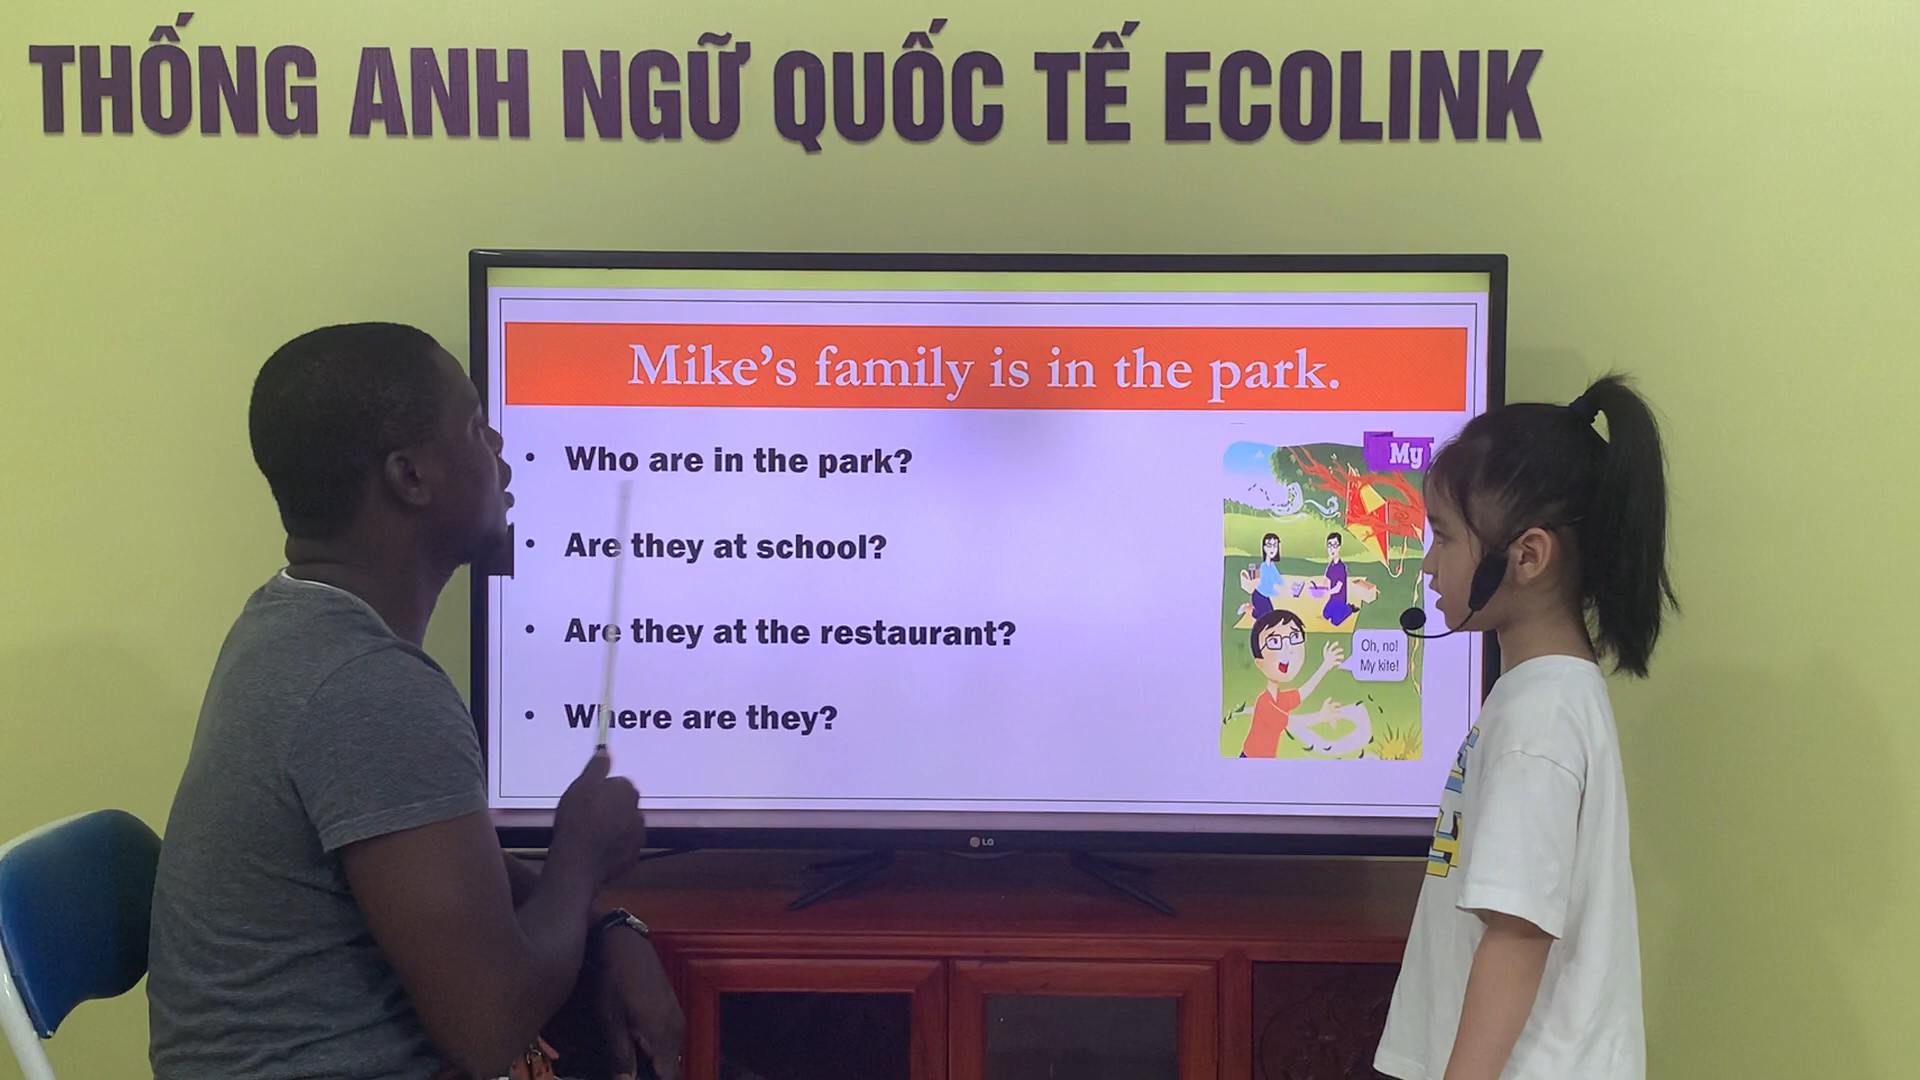 THỐNG ANH NGỮ QUỐC TẾ ECOLINK
Mike's family is in the park.
• Who are in the park?
• Are they at school?
• Are they at the restaurant?
• Where are they?
My
Oh, no!
My kite!
LG